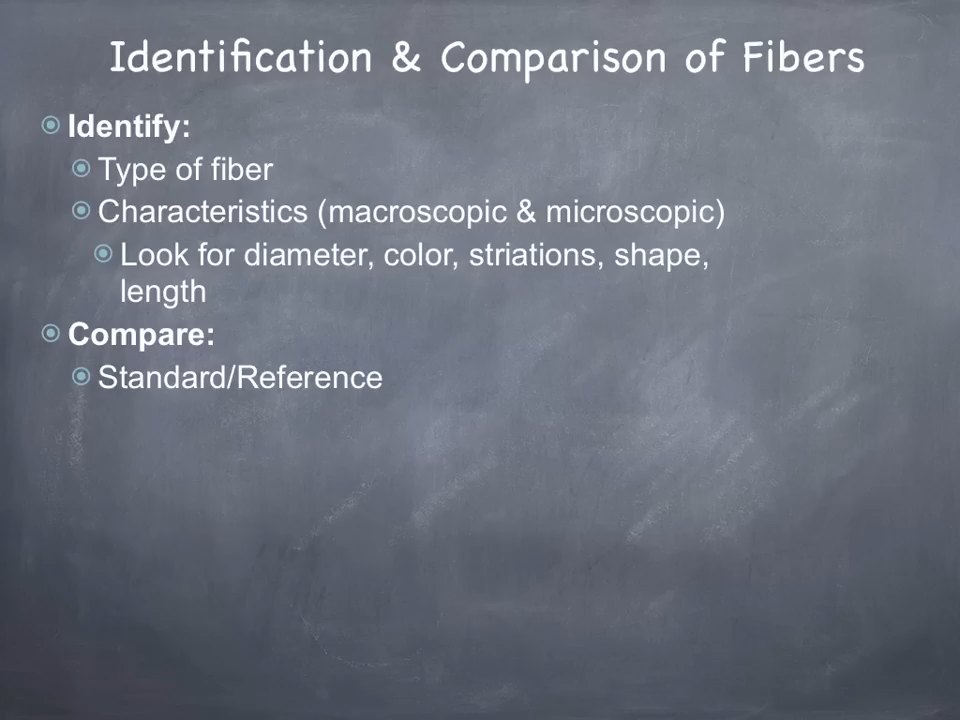 Identification & Comparison of Fibers
Identify:
Type of fiber
Characteristics (macroscopic & microscopic)
Look for diameter, color, striations, shape,
length
Compare:
Standard/Reference